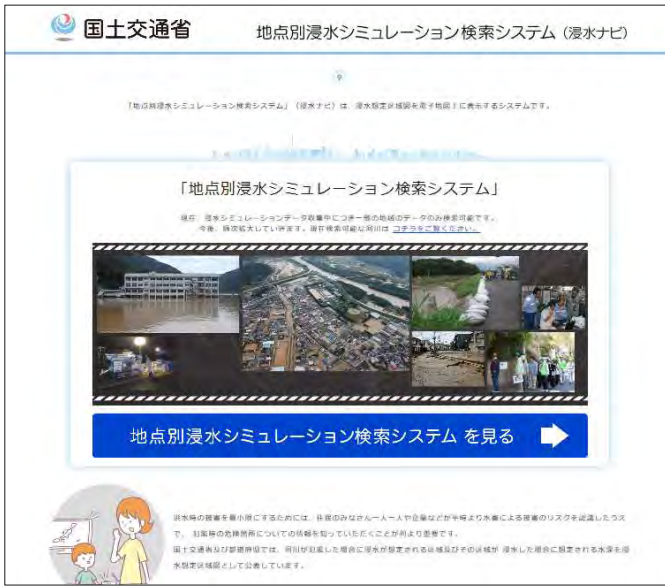 国土交通省
地点別浸水シミュレーション検索システム（浸水ナビ）
「地点別浸水シミュレーション検索システム」（浸水ナビ）は、浸水想定区域図を電子地図上に表示するシステムです。
「地点別浸水シミュレーション検索システム」
現在、浸水シミュレーションデータ収集中につき一部の地域のデータのみ検索可能です。
今後、順次拡大していきます。現在検索可能な河川は コチラをご覧ください。
地点別浸水シミュレーション検索システム を見る
洪水時の被害を最小限にするためには、住民のみなさん一人一人や企業などが平時より水害による被害のリスクを認識したうえ
で、氾濫時の危険箇所についての情報を知っていただくことが何より重要です。
国土交通省及び都道府県では、河川が氾濫した場合に浸水が想定される区域及びその区域が 浸水した場合に想定される水深を浸
水想定区域図として公表しています。